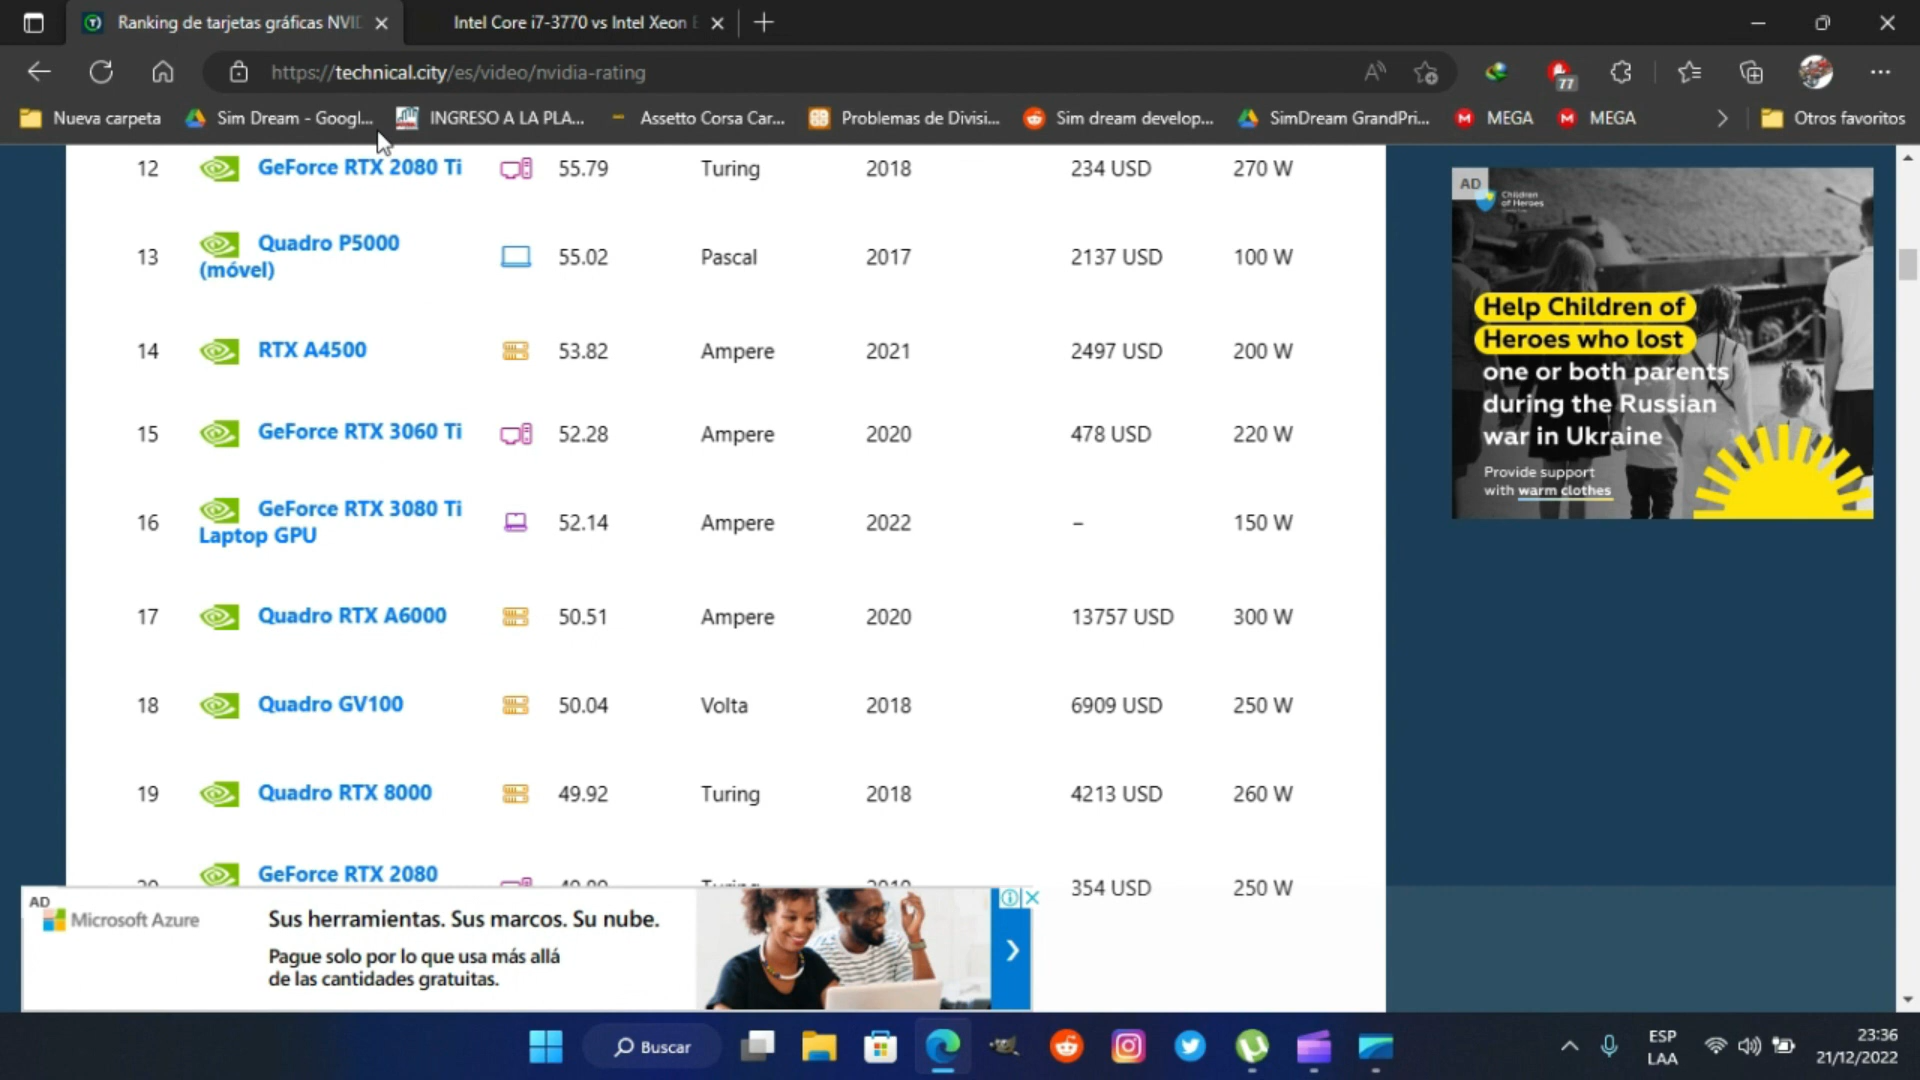 Ranking de tarjetas gráficas NVI
Intel Core i7-3770 vs Intel Xeon E
https://technical.city/es/video/nvidia-rating
77
Nueva carpeta
Sim Dream - Googl...
INGRESO A LA PLA...
Assetto Corsa Car...
Problemas de Divisi...
Sim dream develop...
SimDream GrandPri...
MEGA
MEGA
Otros favoritos
12 GeForce RTX 2080 Ti 55.79 Turing 2018 234 USD 270 W
13 Quadro P5000 (móvel) 55.02 Pascal 2017 2137 USD 100 W
14 RTX A4500 53.82 Ampere 2021 2497 USD 200 W
15 GeForce RTX 3060 Ti 52.28 Ampere 2020 478 USD 220 W
16 GeForce RTX 3080 Ti Laptop GPU 52.14 Ampere 2022 – 150 W
17 Quadro RTX A6000 50.51 Ampere 2020 13757 USD 300 W
18 Quadro GV100 50.04 Volta 2018 6909 USD 250 W
19 Quadro RTX 8000 49.92 Turing 2018 4213 USD 260 W
GeForce RTX 2080 354 USD 250 W
AD
Children
of Heroes
Help Children of
Heroes who lost
one or both parents
during the Russian
war in Ukraine
Provide support
with warm clothes
AD
Microsoft Azure
Sus herramientas. Sus marcos. Su nube.
Pague solo por lo que usa más allá
de las cantidades gratuitas.
Buscar
ESP
LAA
23:36
21/12/2022